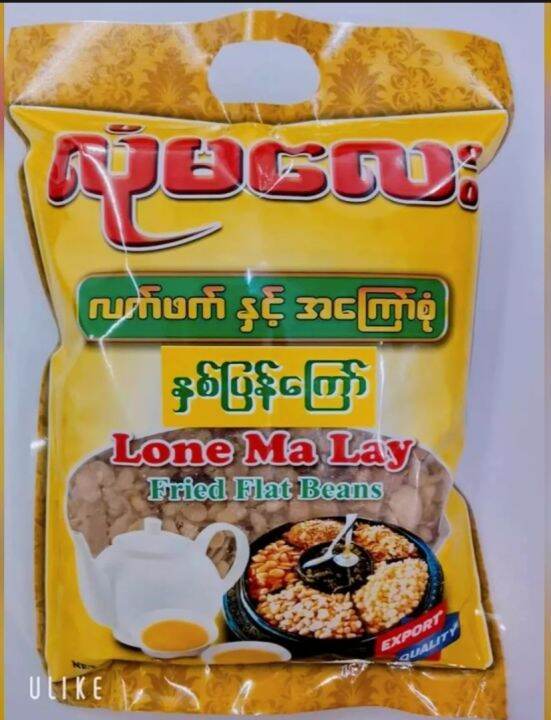 လုံမလေး
လက်ဖက် နှင့် အကြော်စုံ
နှစ်ပြန်ကြော်
Lone Ma Lay
Fried Flat Beans
EXPORT
QUALITY
ULIKE